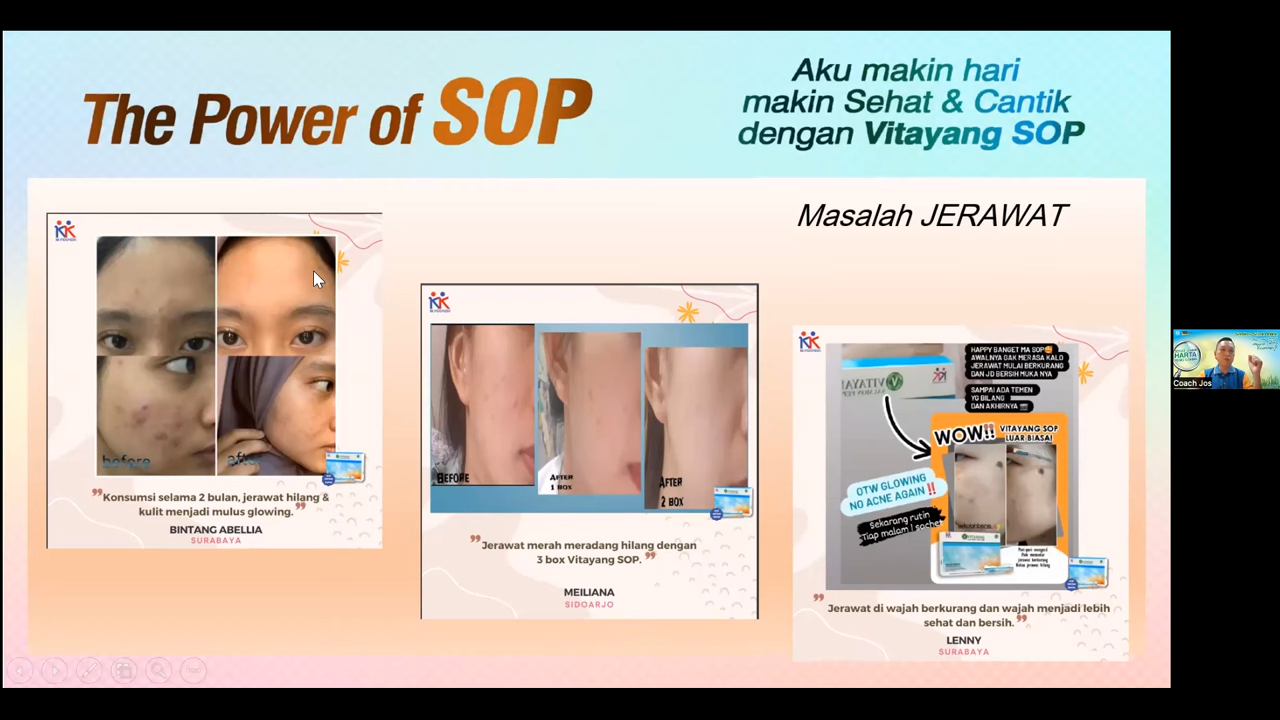 The Power of SOP
Aku makin hari
makin Sehat & Cantik
dengan Vitayang SOP
Masalah JERAWAT
before
after
"Konsumsi selama 2 bulan, jerawat hilang &
kulit menjadi mulus glowing."
BINTANG ABELLIA
SURABAYA
BEFORE
AFTER
1 BOX
AFTER
2 BOX
"Jerawat merah meradang hilang dengan
3 box Vitayang SOP."
MEILIANA
SIDOARJO
HAPPY BANGET MA SOP
AWALNYA GAK MERASA KALO
JERAWAT MULAI BERKURANG
DAN JD BERSIH MUKA NYA
SAMPAI ADA TEMEN
YG BILANG
DAN AKHIRNYA
VITAYANG
WOW!!
VITAYANG SOP
LUAR BIASA!
OTW GLOWING
NO ACNE AGAIN !!
Sekarang rutin
Tiap malam 1 sachet
"Jerawat di wajah berkurang dan wajah menjadi lebih
sehat dan bersih."
LENNY
SURABAYA
HARTA
Coach Jos